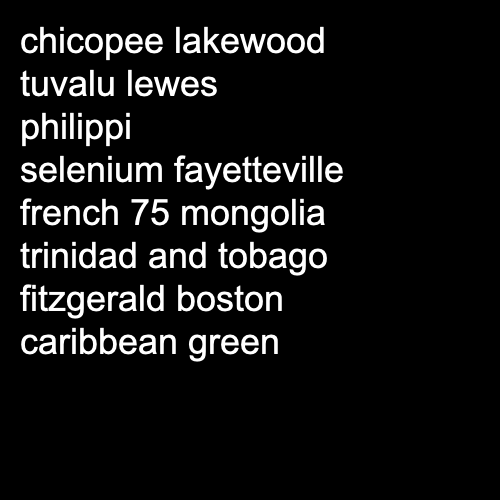 chicopee lakewood
tuvalu lewes
philippi
selenium fayetteville
french 75 mongolia
trinidad and tobago
fitzgerald boston
caribbean green